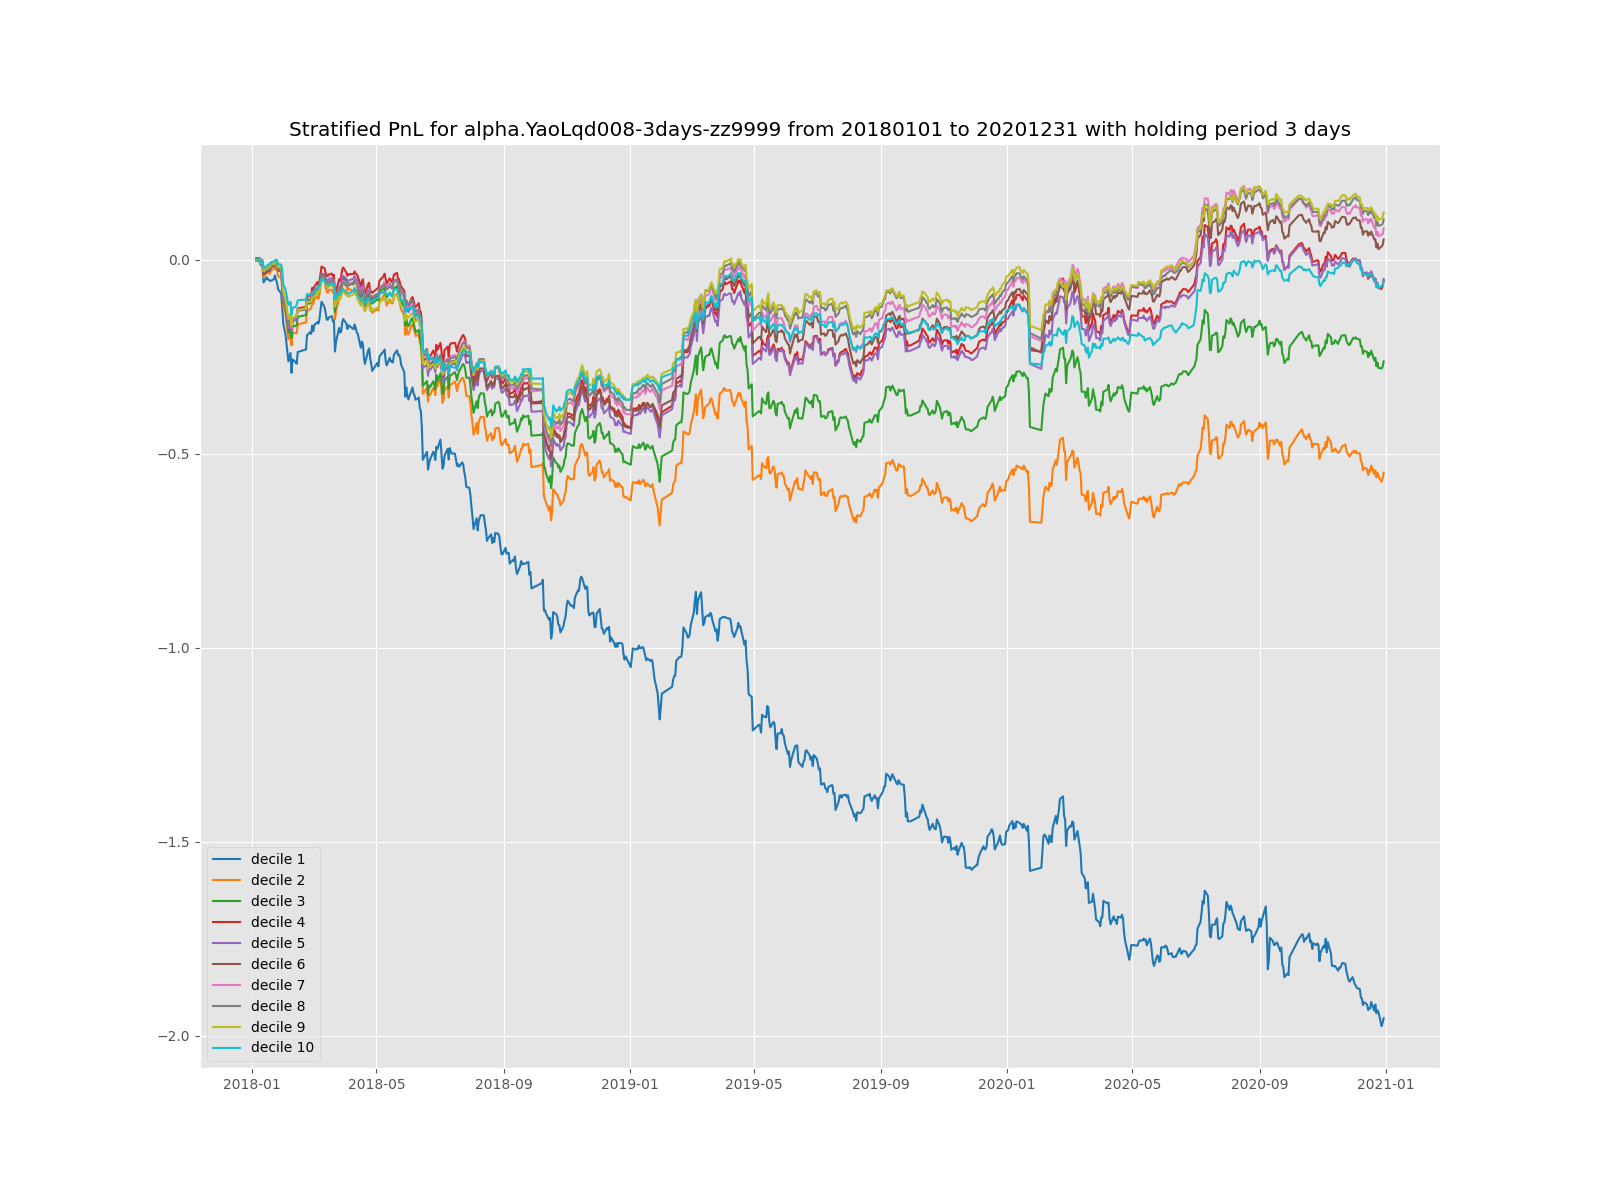 Stratified PnL for alpha.YaoLqd008-3days-zz9999 from 20180101 to 20201231 with holding period 3 days
0.0
−0.5
−1.0
−1.5
−2.0
decile 1
decile 2
decile 3
decile 4
decile 5
decile 6
decile 7
decile 8
decile 9
decile 10
2018-01 2018-05 2018-09 2019-01 2019-05 2019-09 2020-01 2020-05 2020-09 2021-01